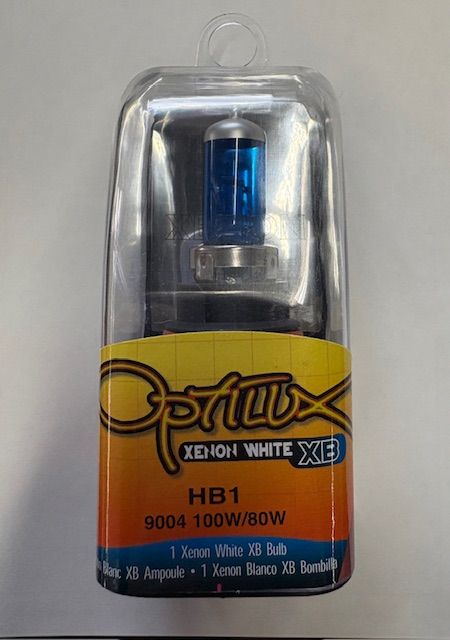 XENON
OPTILUX
XENON WHITE XB
HB1
9004 100W/80W
1 Xenon White XB Bulb
Blanc XB Ampoule • 1 Xenon Blanco XB Bombilla